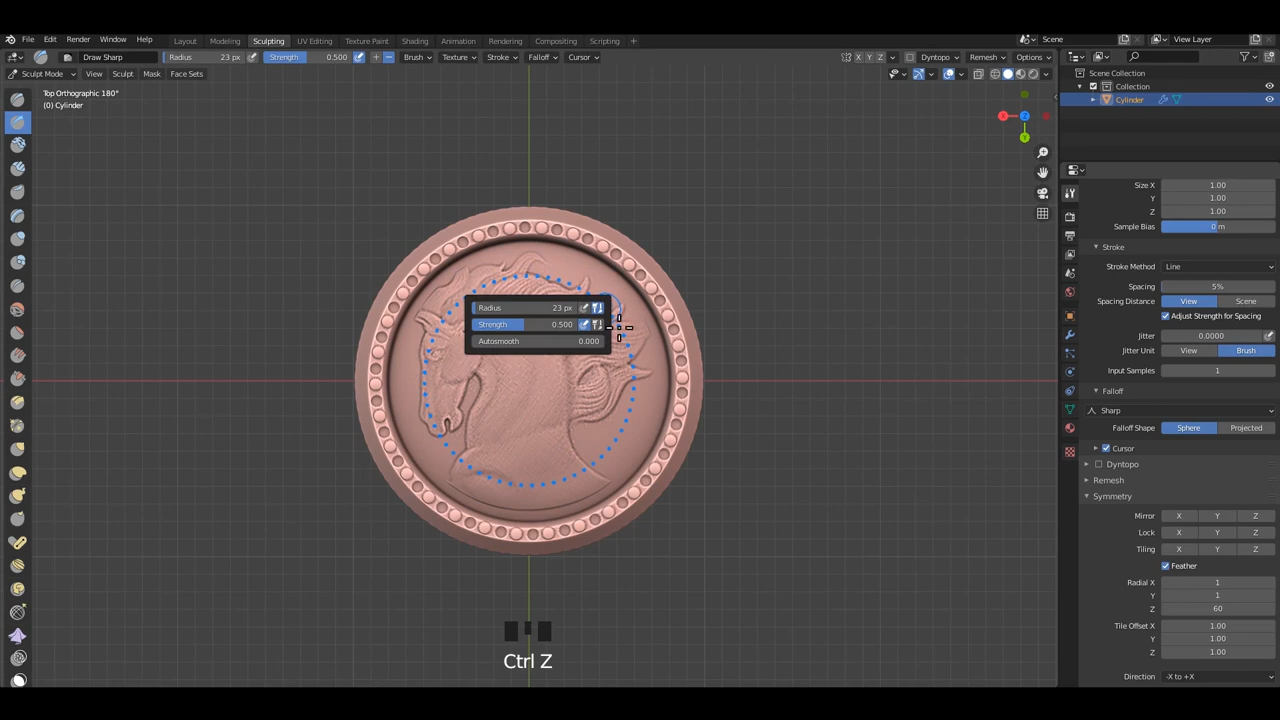 File Edit Render Window Help Layout Modeling Sculpting UV Editing Texture Paint Shading Animation Rendering Compositing Scripting + Scene View Layer
Draw Sharp Radius 23 px Strength 0.500 + − Brush Texture Stroke Falloff Cursor X Y Z Dyntopo Remesh Options
Sculpt Mode View Sculpt Mask Face Sets
Scene Collection
Collection
Cylinder
Top Orthographic 180°
(0) Cylinder
X
Z
Y
Radius 23 px
Strength 0.500
Autosmooth 0.000
Size X 1.00
Y 1.00
Z 1.00
Sample Bias 0 m
Stroke
Stroke Method Line
Spacing 5%
Spacing Distance View Scene
Adjust Strength for Spacing
Jitter 0.0000
Jitter Unit View Brush
Input Samples 1
Falloff
Sharp
Falloff Shape Sphere Projected
Cursor
Dyntopo
Remesh
Symmetry
Mirror X Y Z
Lock X Y Z
Tiling X Y Z
Feather
Radial X 1
Y 1
Z 60
Tile Offset X 1.00
Y 1.00
Z 1.00
Direction -X to +X
Ctrl Z